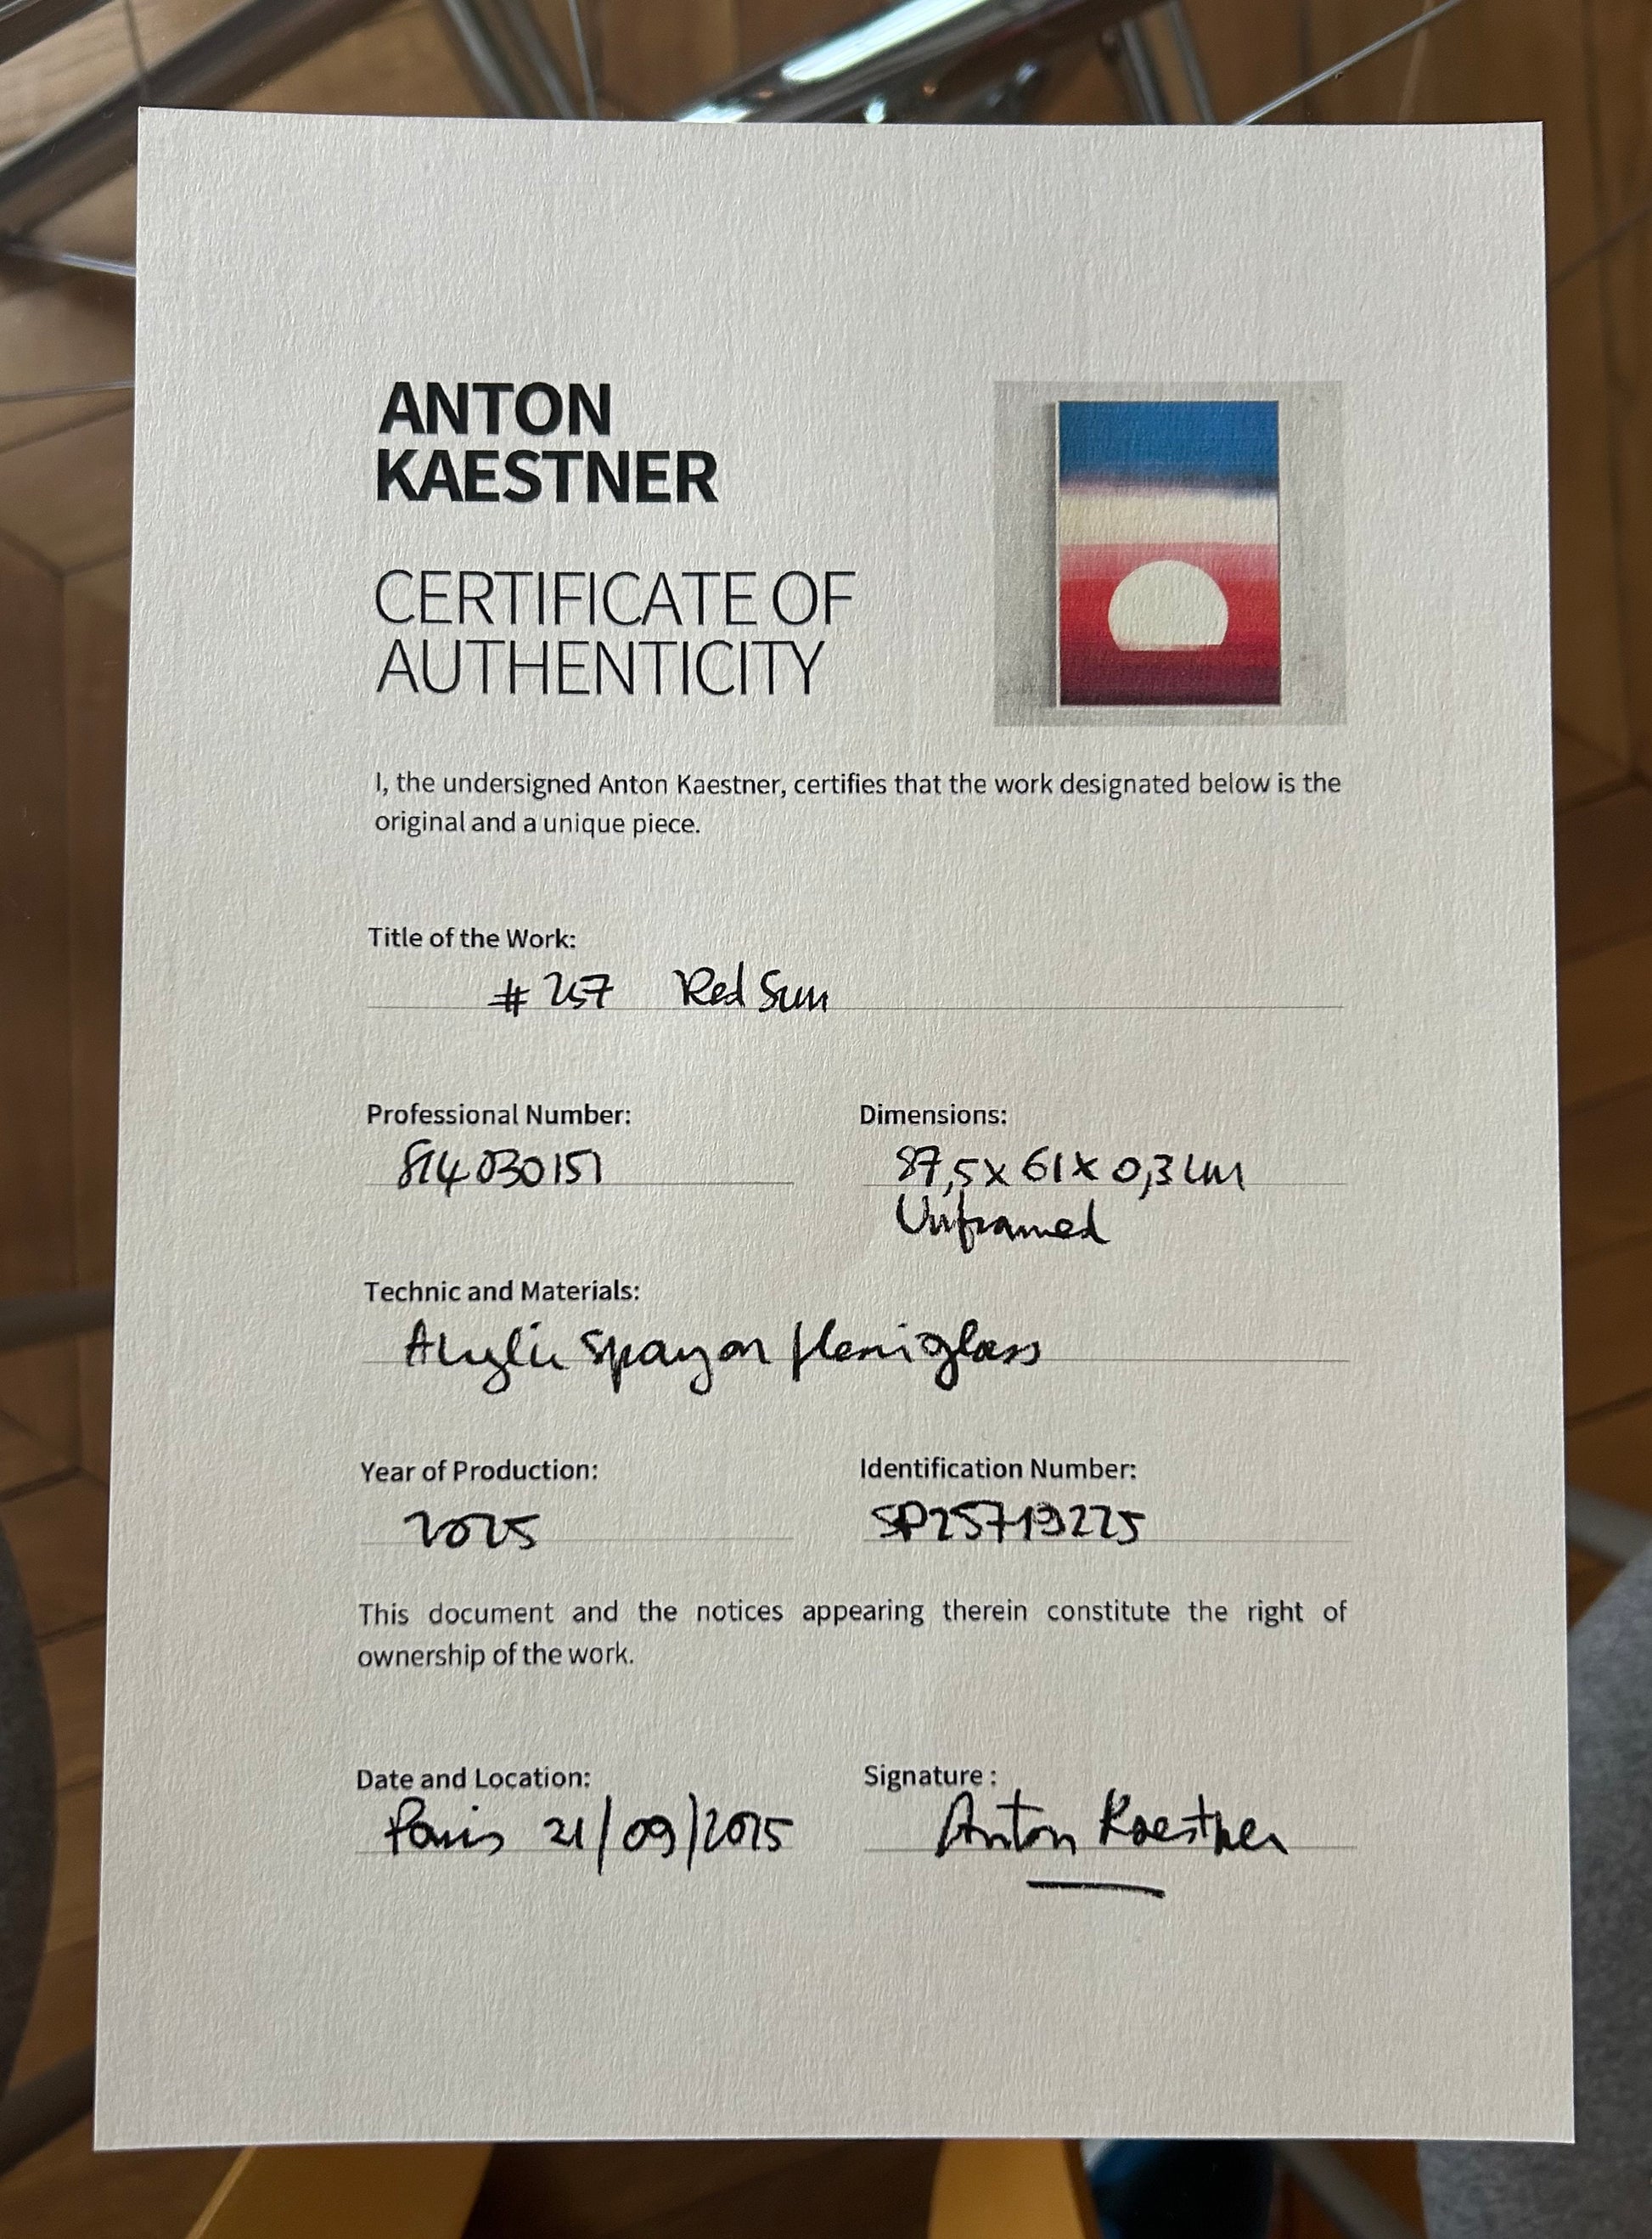 ANTON
KAESTNER
CERTIFICATE OF
AUTHENTICITY
I, the undersigned Anton Kaestner, certifies that the work designated below is the
original and a unique piece.
Title of the Work:
# 257 Red Sun
Professional Number:
814030151
Dimensions:
87,5 x 61 x 0,3 cm
Unframed
Technic and Materials:
Acrylic spray on plexiglass
Year of Production:
2025
Identification Number:
SP25719225
This document and the notices appearing therein constitute the right of
ownership of the work.
Date and Location:
Paris 21/09/2025
Signature :
Anton Kaestner